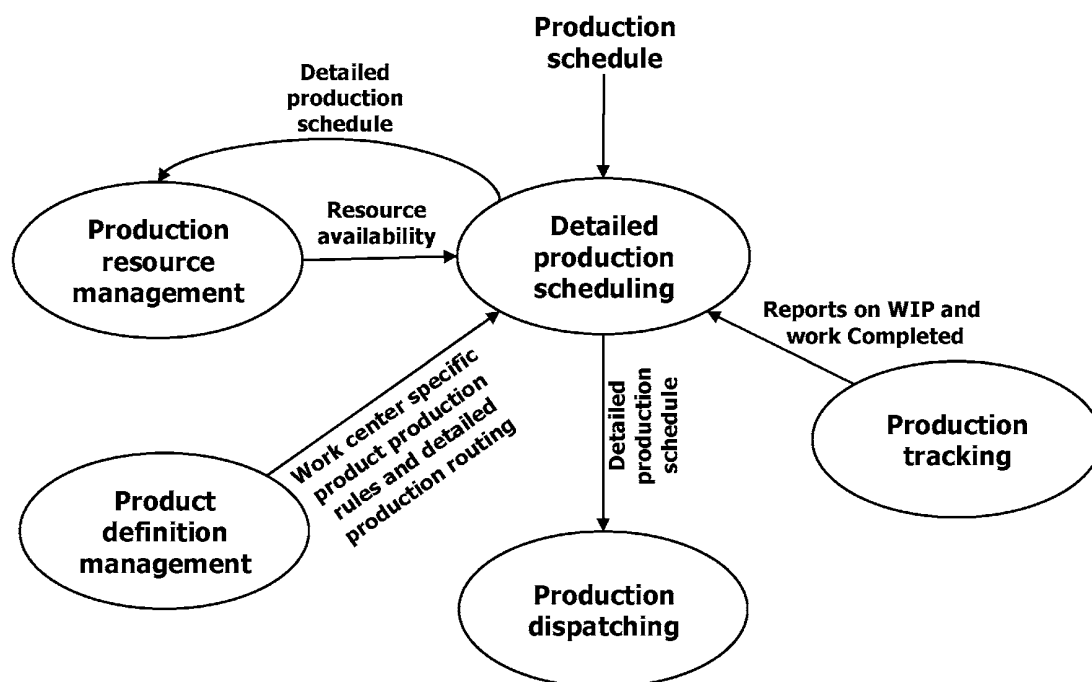 Production
schedule
Detailed
production
schedule
Production
resource
management
Resource
availability
Detailed
production
scheduling
Reports on WIP and
work Completed
Production
tracking
Work center specific
product production
rules and detailed
production routing
Detailed
production
schedule
Product
definition
management
Production
dispatching